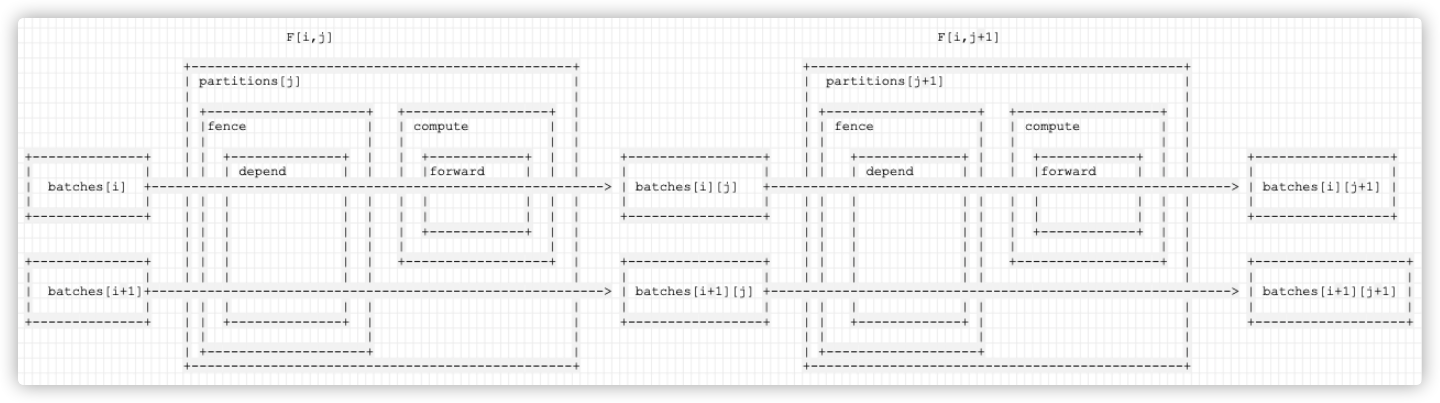 F[i,j] F[i,j+1]
partitions[j] partitions[j+1]
fence compute fence compute
depend forward depend forward
batches[i] batches[i][j] batches[i][j+1]
batches[i+1] batches[i+1][j] batches[i+1][j+1]